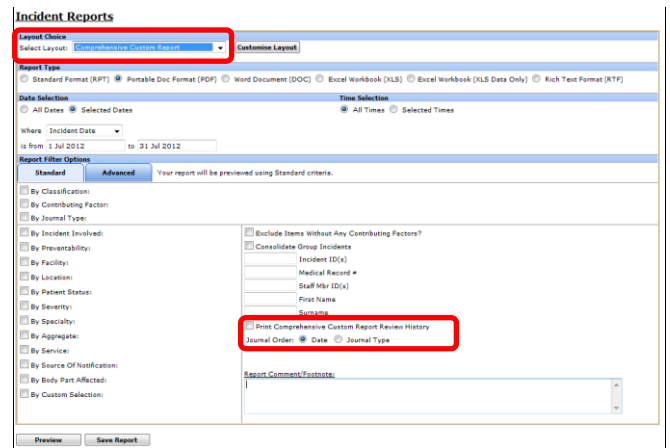 Incident Reports
Layout Choice
Select Layout: Comprehensive Custom Report Customise Layout
Report Type
Standard Format (RPT) Portable Doc Format (PDF) Word Document (DOC) Excel Workbook (XLS) Excel Workbook (XLS Data Only) Rich Text Format (RTF)
Date Selection Time Selection
All Dates Selected Dates All Times Selected Times
Where Incident Date
is from 1 Jul 2012 to 31 Jul 2012
Report Filter Options
Standard Advanced Your report will be previewed using Standard criteria.
By Classification:
By Contributing Factor:
By Journal Type:
By Incident Involved: Exclude Items Without Any Contributing Factors?
By Preventability: Consolidate Group Incidents
By Facility: Incident ID(s)
By Location: Medical Record #
By Patient Status: Staff Mbr ID(s)
By Severity: First Name
By Specialty: Surname
By Aggregate: Print Comprehensive Custom Report Review History
By Service: Journal Order: Date Journal Type
By Source Of Notification:
By Body Part Affected: Report Comment/Footnote:
By Custom Selection:
Preview Save Report